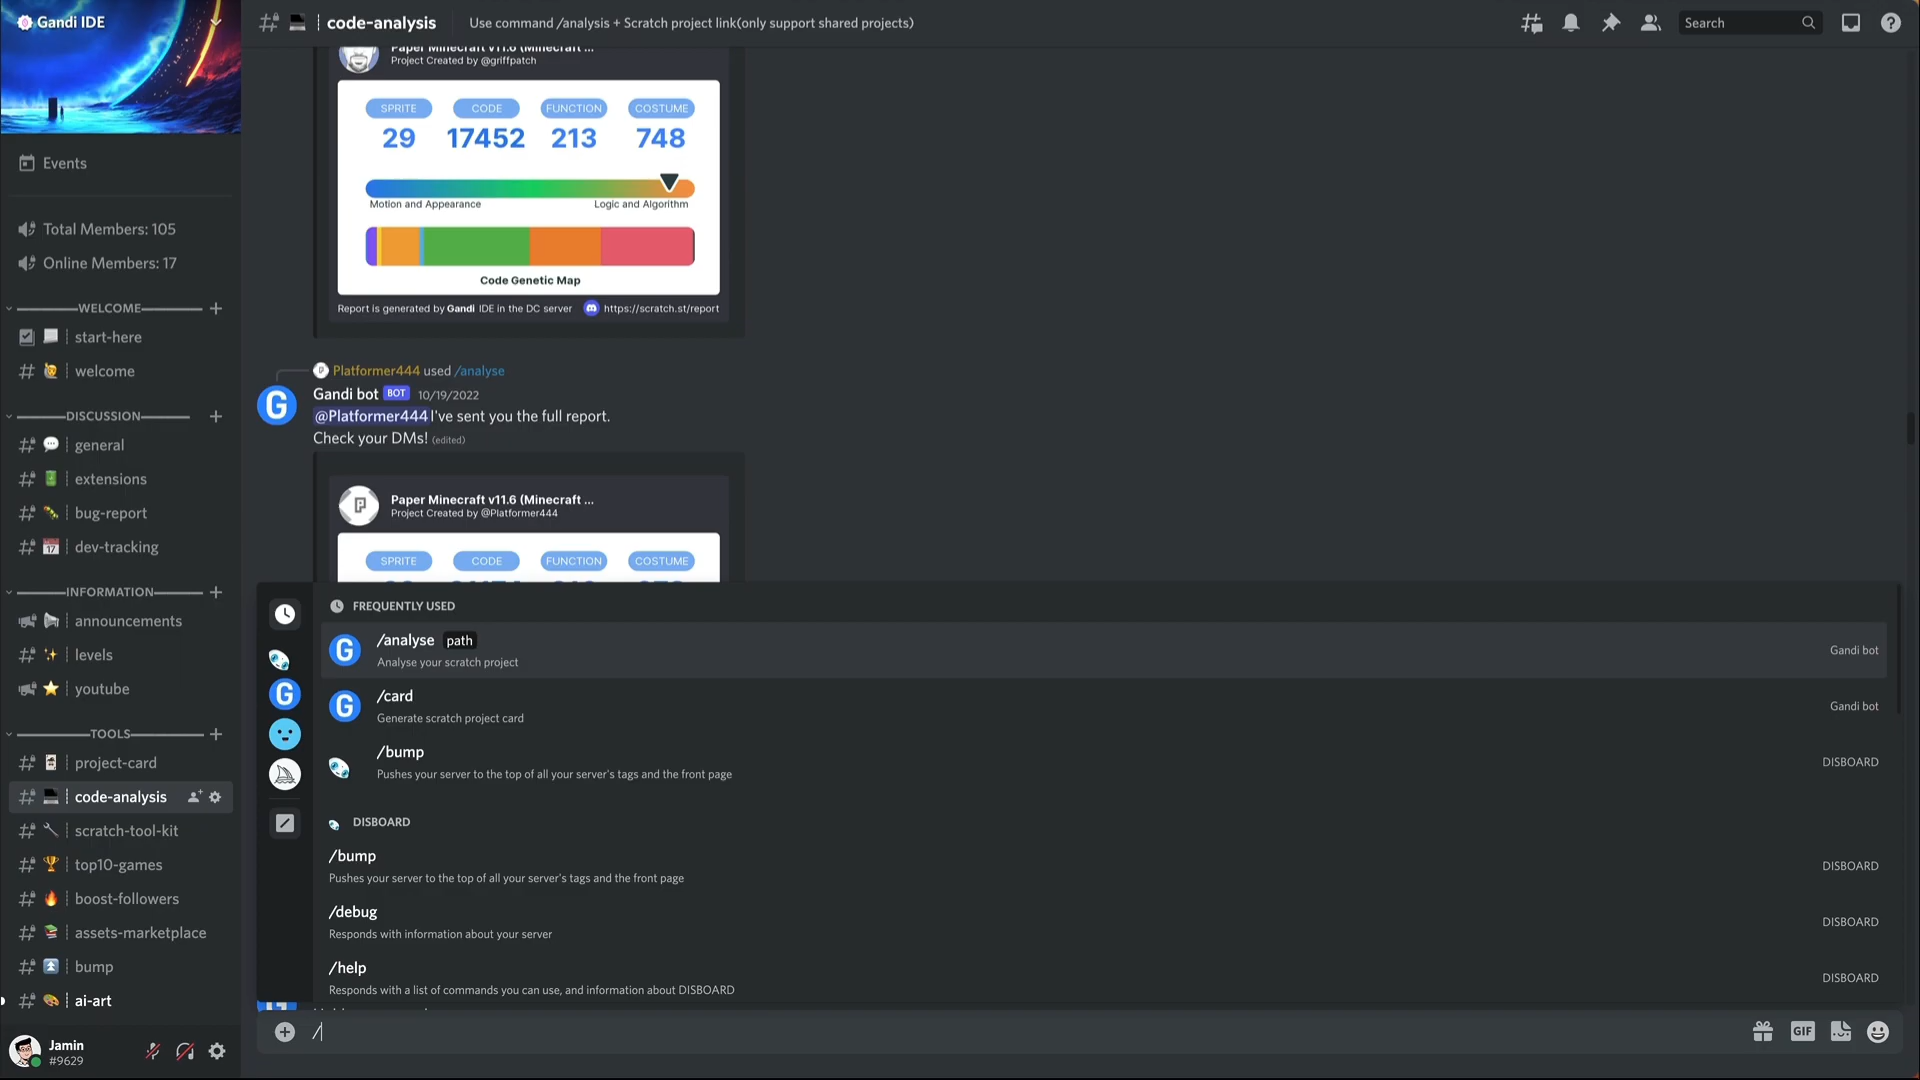 Gandi IDE
Events
Total Members: 105
Online Members: 17
WELCOME
start-here
welcome
DISCUSSION
general
extensions
bug-report
dev-tracking
INFORMATION
announcements
levels
youtube
TOOLS
project-card
code-analysis
scratch-tool-kit
top10-games
boost-followers
assets-marketplace
bump
ai-art
Jamin
#9629
code-analysis
Use command /analysis + Scratch project link(only support shared projects)
Search
Paper Minecraft v11.6 (Minecraft ...
Project Created by @griffpatch
SPRITE CODE FUNCTION COSTUME
29 17452 213 748
Motion and Appearance Logic and Algorithm
Code Genetic Map
Report is generated by Gandi IDE in the DC server https://scratch.st/report
Platformer444 used /analyse
Gandi bot BOT 10/19/2022
@Platformer444 I've sent you the full report.
Check your DMs! (edited)
Paper Minecraft v11.6 (Minecraft ...
Project Created by @Platformer444
SPRITE CODE FUNCTION COSTUME
FREQUENTLY USED
/analyse path
Analyse your scratch project
Gandi bot
/card
Generate scratch project card
Gandi bot
/bump
Pushes your server to the top of all your server's tags and the front page
DISBOARD
DISBOARD
/bump
Pushes your server to the top of all your server's tags and the front page
DISBOARD
/debug
Responds with information about your server
DISBOARD
/help
Responds with a list of commands you can use, and information about DISBOARD
DISBOARD
/
GIF